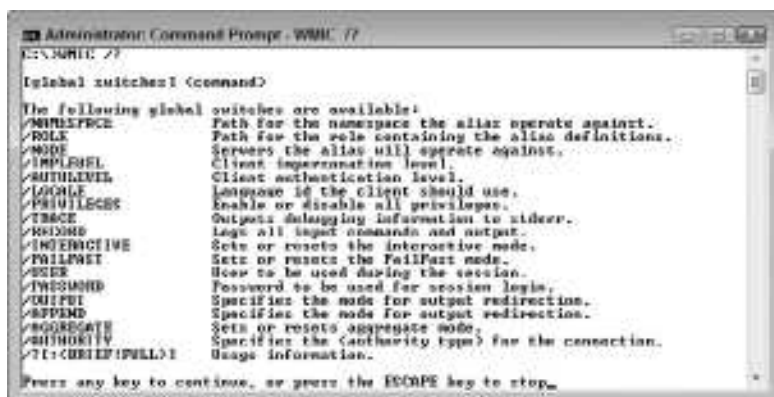 Administrator: Command Prompt - WMIC /?
C:\>WMIC /?
[global switches] <command>
The following global switches are available:
/NAMESPACE Path for the namespace the alias operate against.
/ROLE Path for the role containing the alias definitions.
/NODE Servers the alias will operate against.
/IMPLEVEL Client impersonation level.
/AUTHLEVEL Client authentication level.
/LOCALE Language id the client should use.
/PRIVILEGES Enable or disable all privileges.
/TRACE Outputs debugging information to stderr.
/RECORD Logs all input commands and output.
/INTERACTIVE Sets or resets the interactive mode.
/FAILFAST Sets or resets the FailFast mode.
/USER User to be used during the session.
/PASSWORD Password to be used for session login.
/OUTPUT Specifies the mode for output redirection.
/APPEND Specifies the mode for output redirection.
/AGGREGATE Sets or resets aggregate mode.
/AUTHORITY Specifies the <authority type> for the connection.
/?[:<BRIEF|FULL>] Usage information.
Press any key to continue, or press the ESCAPE key to stop_